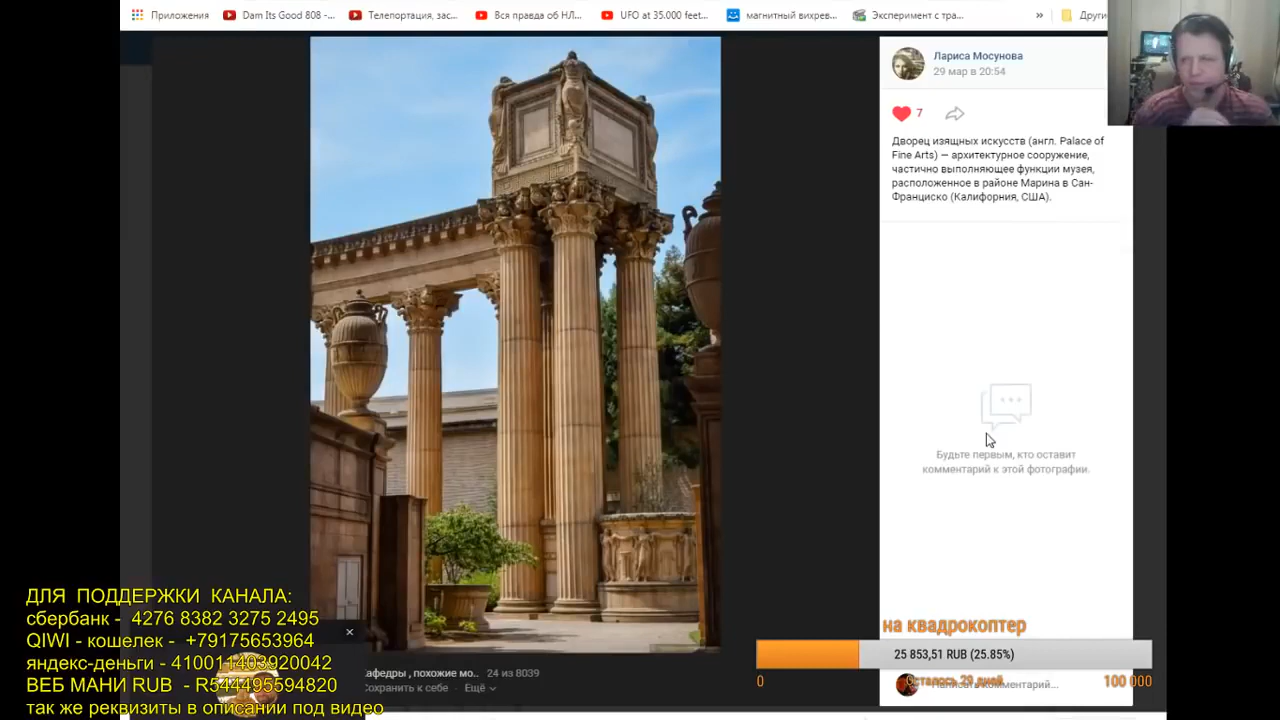 Приложения
Dam Its Good 808 -...
Телепортация, зас...
Вся правда об НЛ...
UFO at 35.000 feet...
магнитный вихрев...
Эксперимент с тра...
»
Други
Лариса Мосунова
29 мар в 20:54
7
Дворец изящных искусств (англ. Palace of
Fine Arts) — архитектурное сооружение,
частично выполняющее функции музея,
расположенное в районе Марина в Сан-
Франциско (Калифорния, США).
Будьте первым, кто оставит
комментарий к этой фотографии.
ДЛЯ ПОДДЕРЖКИ КАНАЛА:
сбербанк - 4276 8382 3275 2495
QIWI - кошелек - +79175653964
яндекс-деньги - 410011403920042
ВЕБ МАНИ RUB - R544495594820
так же реквизиты в описании под видео
афедры , похожие мо.. 24 из 8039
Сохранить к себе · Ещё
на квадрокоптер
25 853,51 RUB (25.85%)
0
Осталось 29 дней
100 000
Написать комментарий...